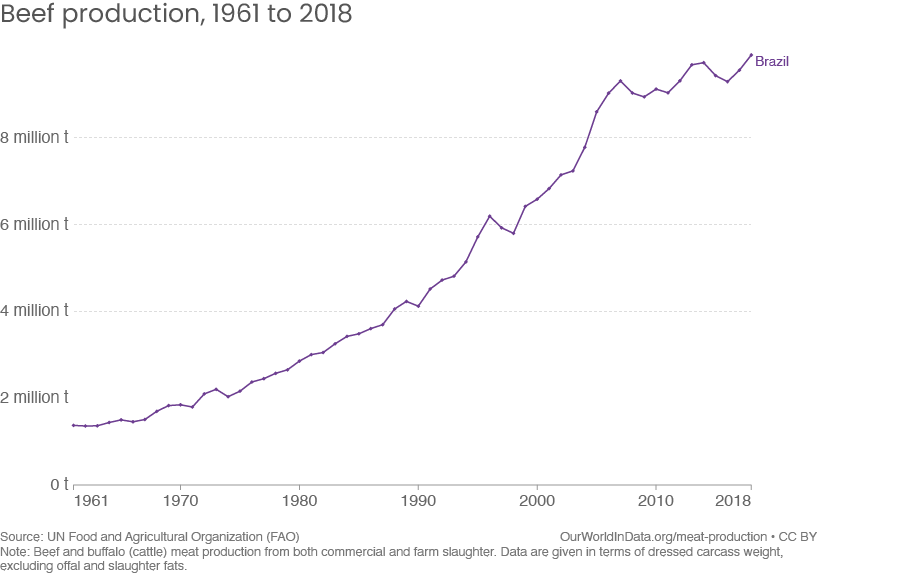 Beef production, 1961 to 2018
Brazil
8 million t
6 million t
4 million t
2 million t
0 t
1961 1970 1980 1990 2000 2010 2018
Source: UN Food and Agricultural Organization (FAO) OurWorldInData.org/meat-production • CC BY
Note: Beef and buffalo (cattle) meat production from both commercial and farm slaughter. Data are given in terms of dressed carcass weight,
excluding offal and slaughter fats.